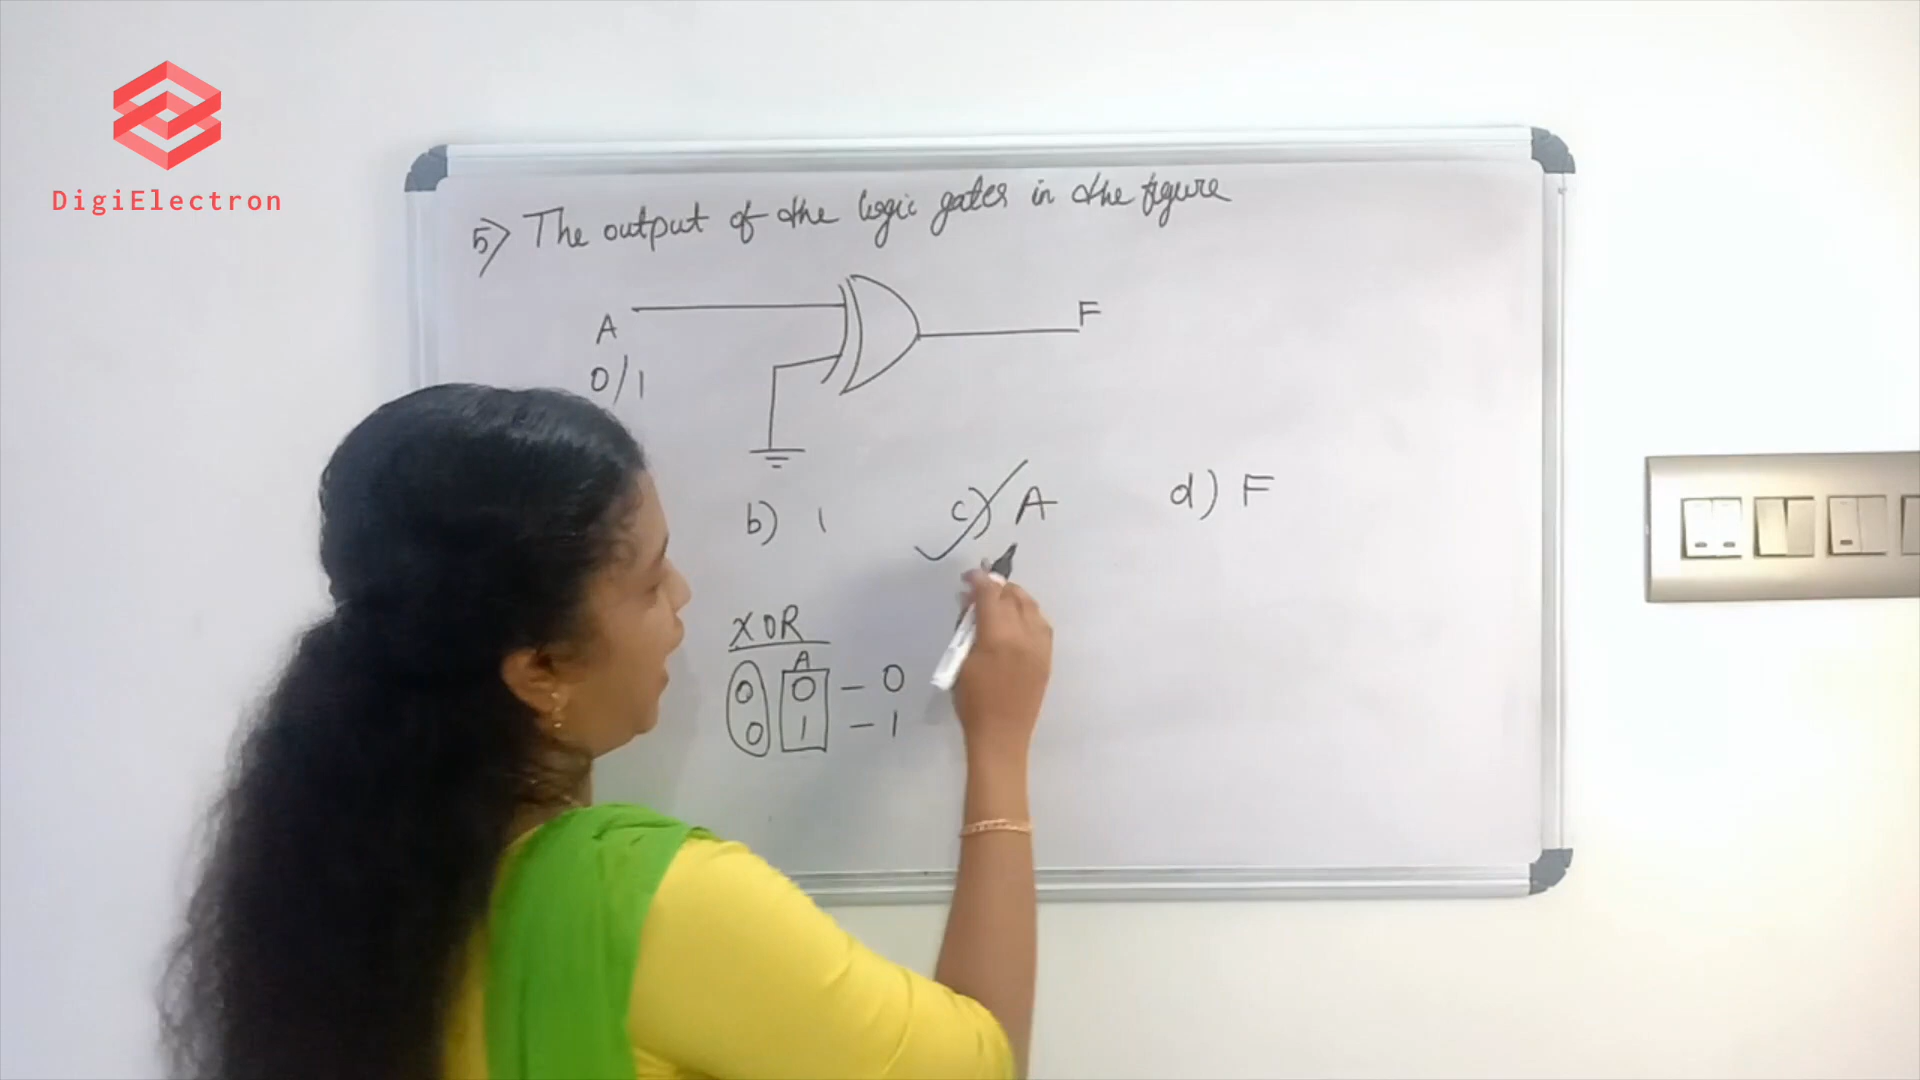 DigiElectron
5) The output of the logic gates in the figure
A
F
0/1
b) 1
c) A
d) F
XOR
A
0 0 – 0
0 1 – 1